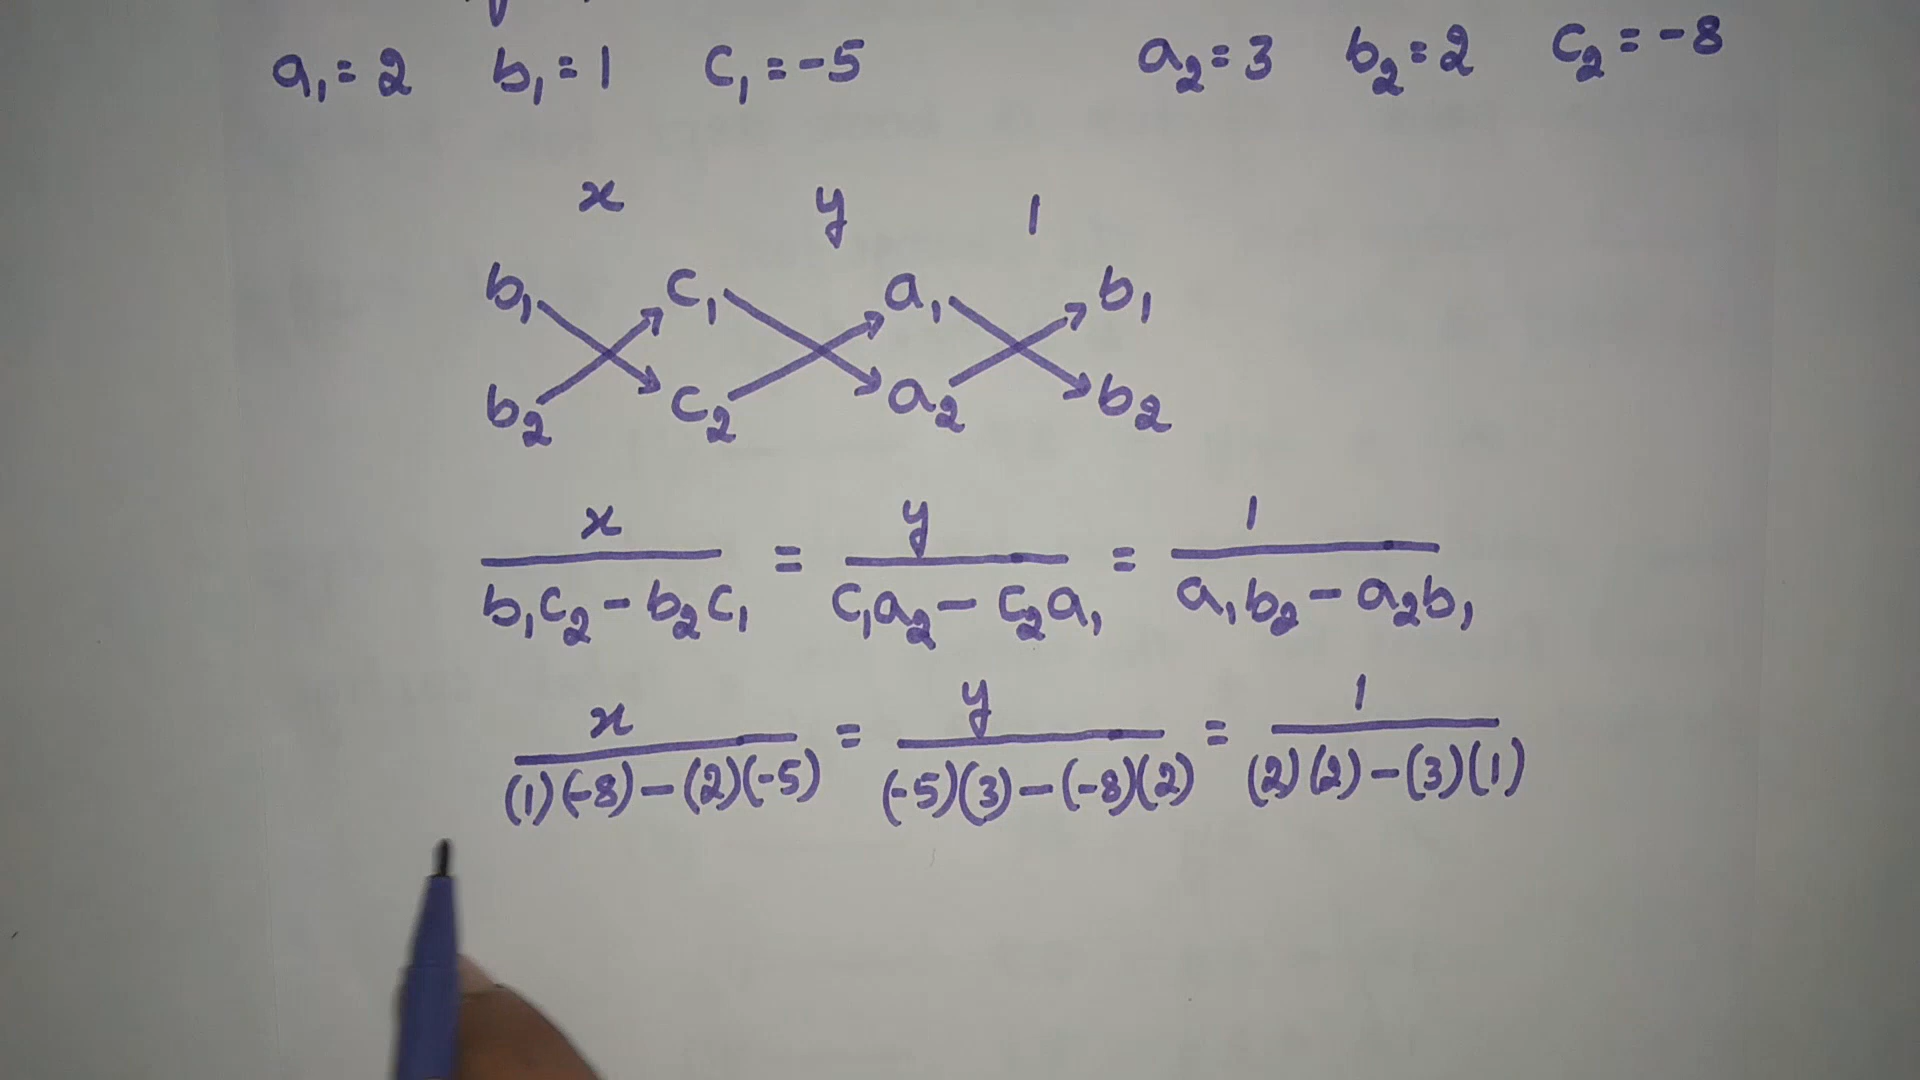 a₁ = 2 b₁ = 1 c₁ = -5 a₂ = 3 b₂ = 2 c₂ = -8
x y 1
b₁ c₁ a₁ b₁
b₂ c₂ a₂ b₂
x/(b₁c₂ - b₂c₁) = y/(c₁a₂ - c₂a₁) = 1/(a₁b₂ - a₂b₁)
x/((1)(-8) - (2)(-5)) = y/((-5)(3) - (-8)(2)) = 1/((2)(2) - (3)(1))